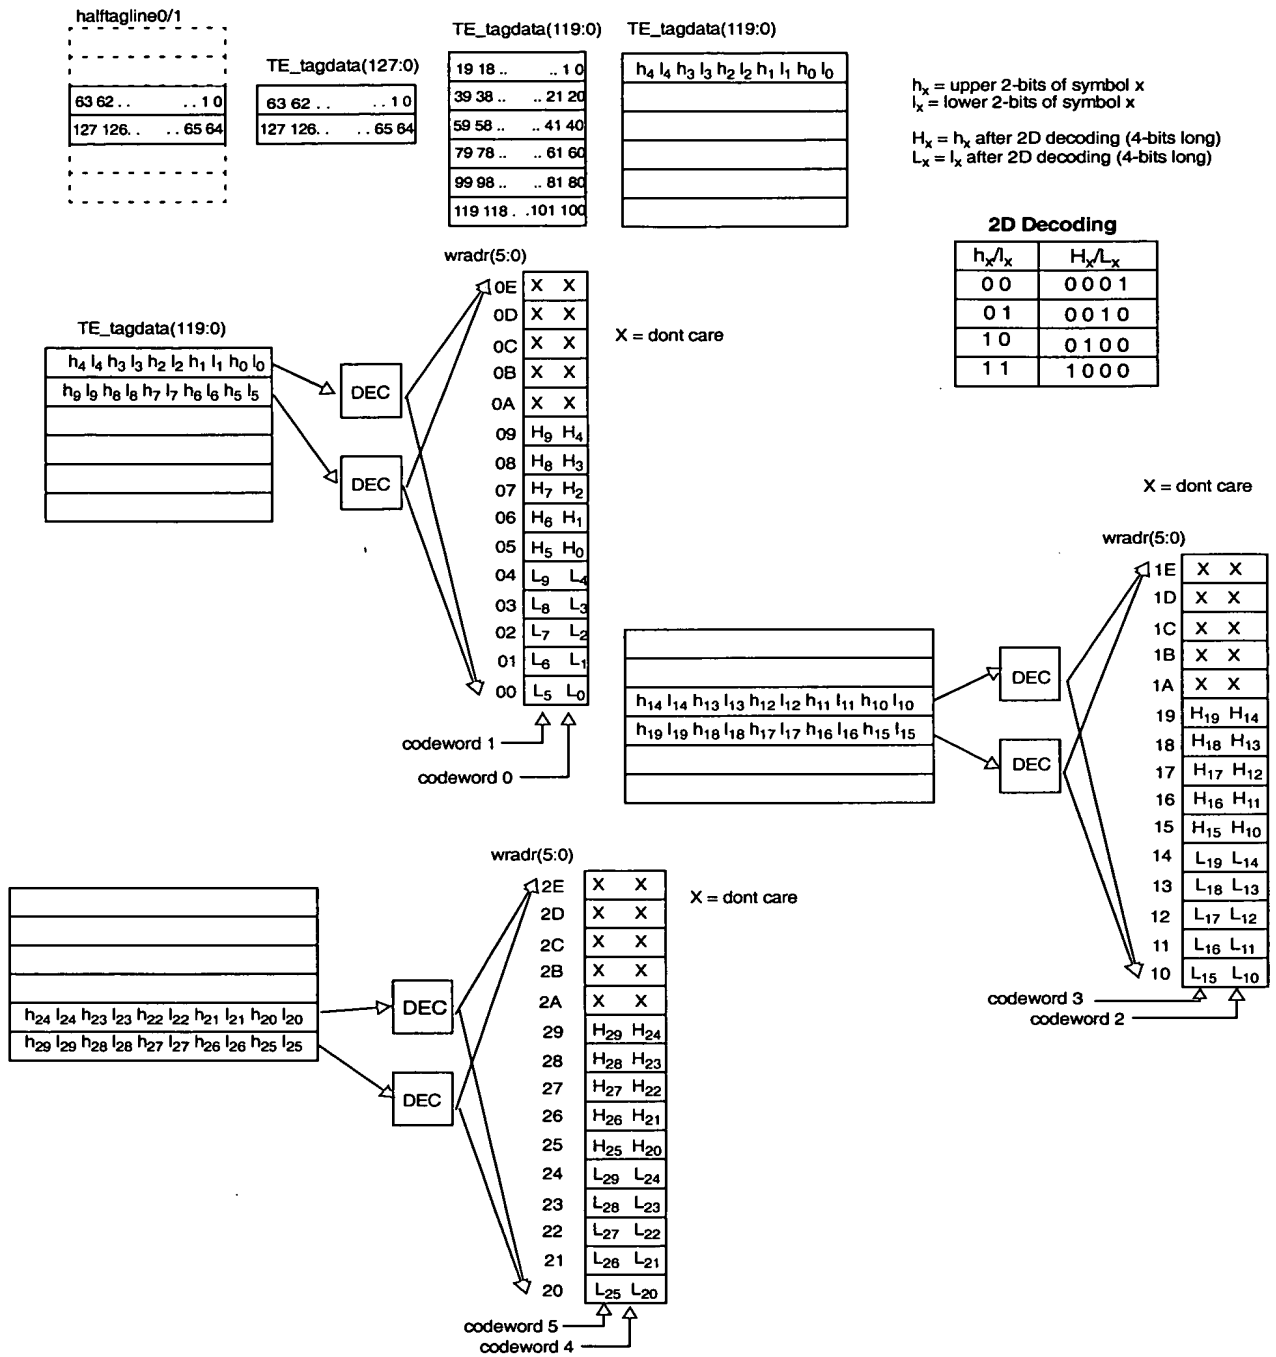 halftagline0/1
63 62 . . . . 1 0
127 126. . . . 65 64
TE_tagdata(127:0)
63 62 . . . . 1 0
127 126. . . . 65 64
TE_tagdata(119:0)
19 18 .. .. 1 0
39 38 .. .. 21 20
59 58 .. .. 41 40
79 78 .. .. 61 60
99 98 .. .. 81 80
119 118 . . 101 100
TE_tagdata(119:0)
h4 l4 h3 l3 h2 l2 h1 l1 h0 l0
hx = upper 2-bits of symbol x
lx = lower 2-bits of symbol x
Hx = hx after 2D decoding (4-bits long)
Lx = lx after 2D decoding (4-bits long)
2D Decoding
hx/lx Hx/Lx
0 0 0 0 0 1
0 1 0 0 1 0
1 0 0 1 0 0
1 1 1 0 0 0
TE_tagdata(119:0)
h4 l4 h3 l3 h2 l2 h1 l1 h0 l0
h9 l9 h8 l8 h7 l7 h6 l6 h5 l5
DEC
DEC
wradr(5:0)
0E X X
0D X X
0C X X
0B X X
0A X X
09 H9 H4
08 H8 H3
07 H7 H2
06 H6 H1
05 H5 H0
04 L9 L4
03 L8 L3
02 L7 L2
01 L6 L1
00 L5 L0
X = dont care
codeword 1
codeword 0
h14 l14 h13 l13 h12 l12 h11 l11 h10 l10
h19 l19 h18 l18 h17 l17 h16 l16 h15 l15
DEC
DEC
X = dont care
wradr(5:0)
1E X X
1D X X
1C X X
1B X X
1A X X
19 H19 H14
18 H18 H13
17 H17 H12
16 H16 H11
15 H15 H10
14 L19 L14
13 L18 L13
12 L17 L12
11 L16 L11
10 L15 L10
codeword 3
codeword 2
h24 l24 h23 l23 h22 l22 h21 l21 h20 l20
h29 l29 h28 l28 h27 l27 h26 l26 h25 l25
DEC
DEC
wradr(5:0)
2E X X
2D X X
2C X X
2B X X
2A X X
29 H29 H24
28 H28 H23
27 H27 H22
26 H26 H21
25 H25 H20
24 L29 L24
23 L28 L23
22 L27 L22
21 L26 L21
20 L25 L20
X = dont care
codeword 5
codeword 4